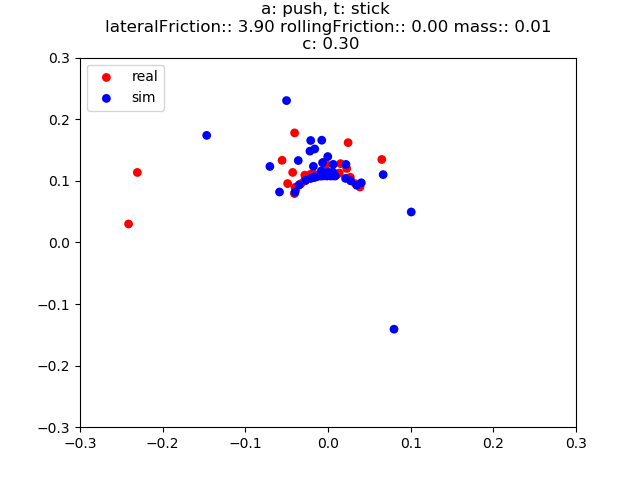 a: push, t: stick
lateralFriction:: 3.90 rollingFriction:: 0.00 mass:: 0.01
c: 0.30
real
sim
0.3
0.2
0.1
0.0
−0.1
−0.2
−0.3
−0.3
−0.2
−0.1
0.0
0.1
0.2
0.3